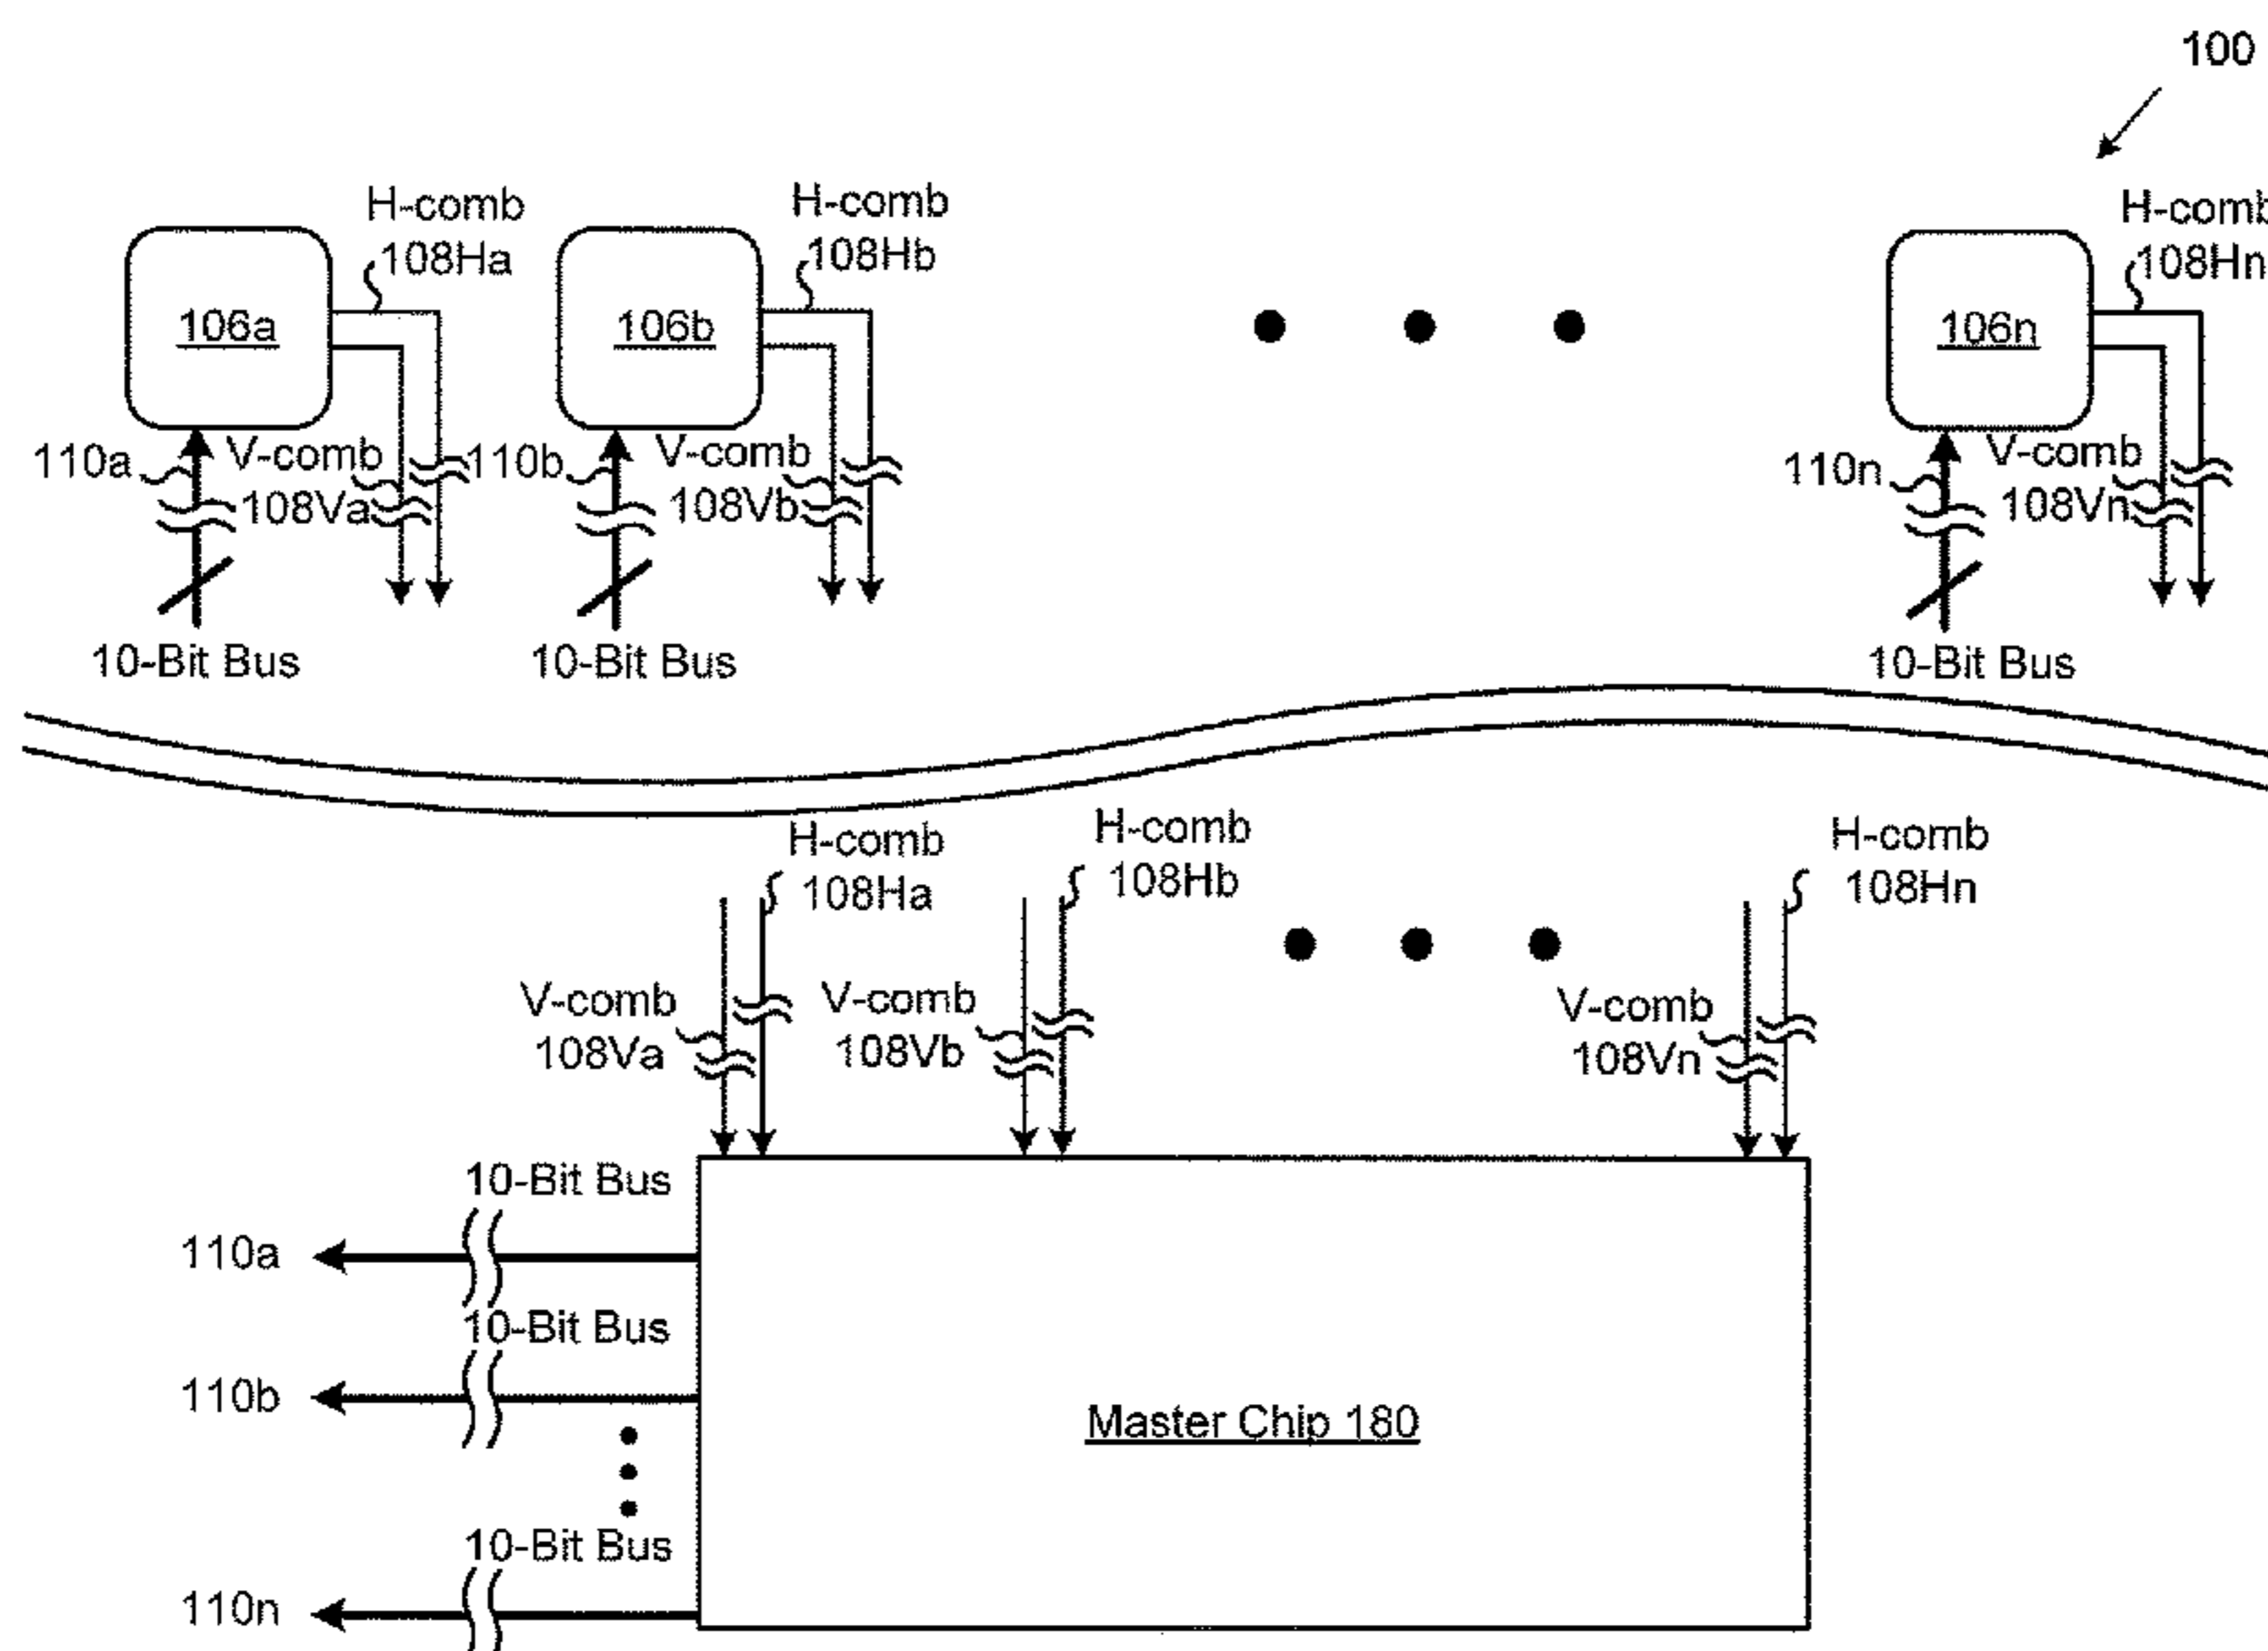 100
H-comb
108Ha
H-comb
108Hb
H-comb
108Hn
106a
106b
106n
110a
V-comb
108Va
110b
V-comb
108Vb
110n
V-comb
108Vn
10-Bit Bus
10-Bit Bus
10-Bit Bus
H-comb
108Ha
H-comb
108Hb
H-comb
108Hn
V-comb
108Va
V-comb
108Vb
V-comb
108Vn
10-Bit Bus
110a
10-Bit Bus
110b
Master Chip 180
10-Bit Bus
110n